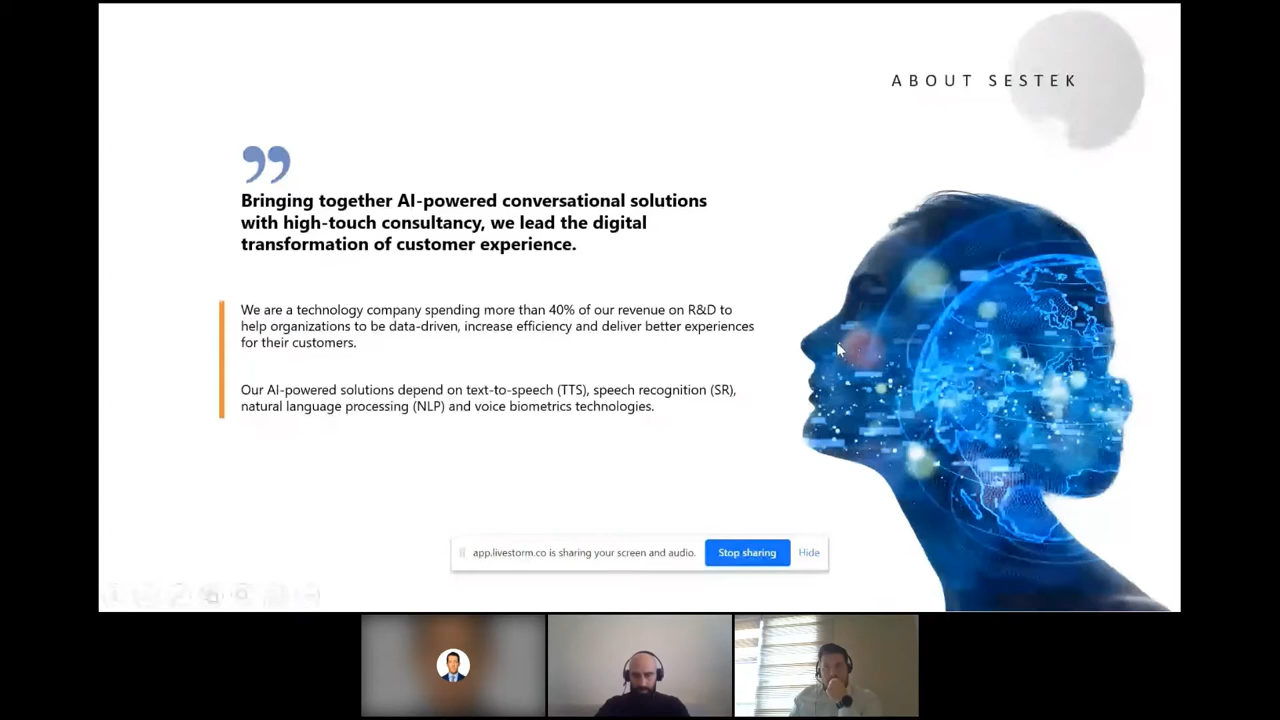 ABOUT SESTEK
Bringing together AI-powered conversational solutions
with high-touch consultancy, we lead the digital
transformation of customer experience.
We are a technology company spending more than 40% of our revenue on R&D to
help organizations to be data-driven, increase efficiency and deliver better experiences
for their customers.
Our AI-powered solutions depend on text-to-speech (TTS), speech recognition (SR),
natural language processing (NLP) and voice biometrics technologies.
app.livestorm.co is sharing your screen and audio. Stop sharing Hide